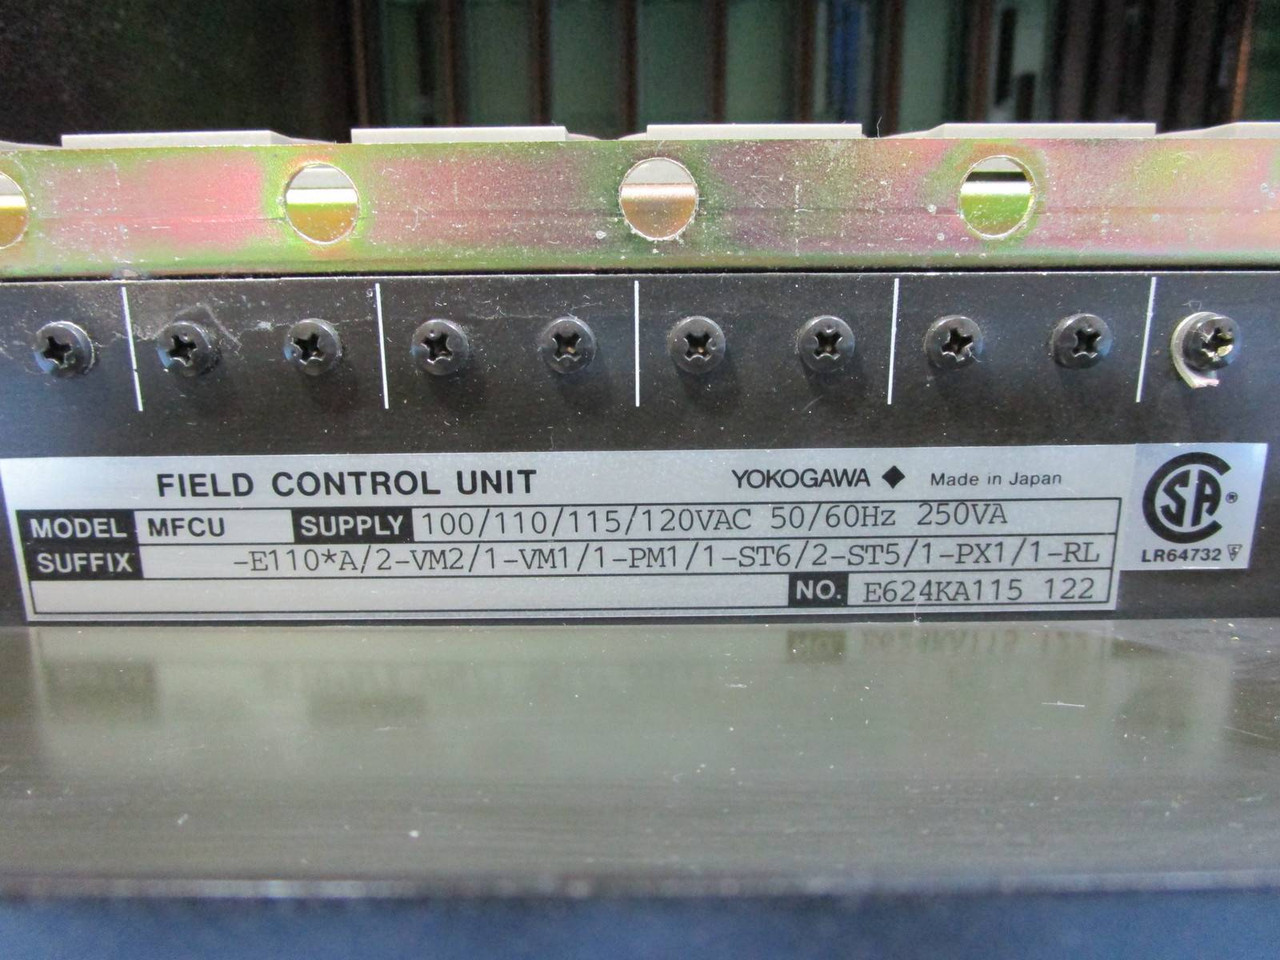 FIELD CONTROL UNIT YOKOGAWA ◆ Made in Japan
MODEL MFCU SUPPLY 100/110/115/120VAC 50/60Hz 250VA
SUFFIX -E110*A/2-VM2/1-VM1/1-PM1/1-ST6/2-ST5/1-PX1/1-RL
NO. E624KA115 122
SA ®
LR64732